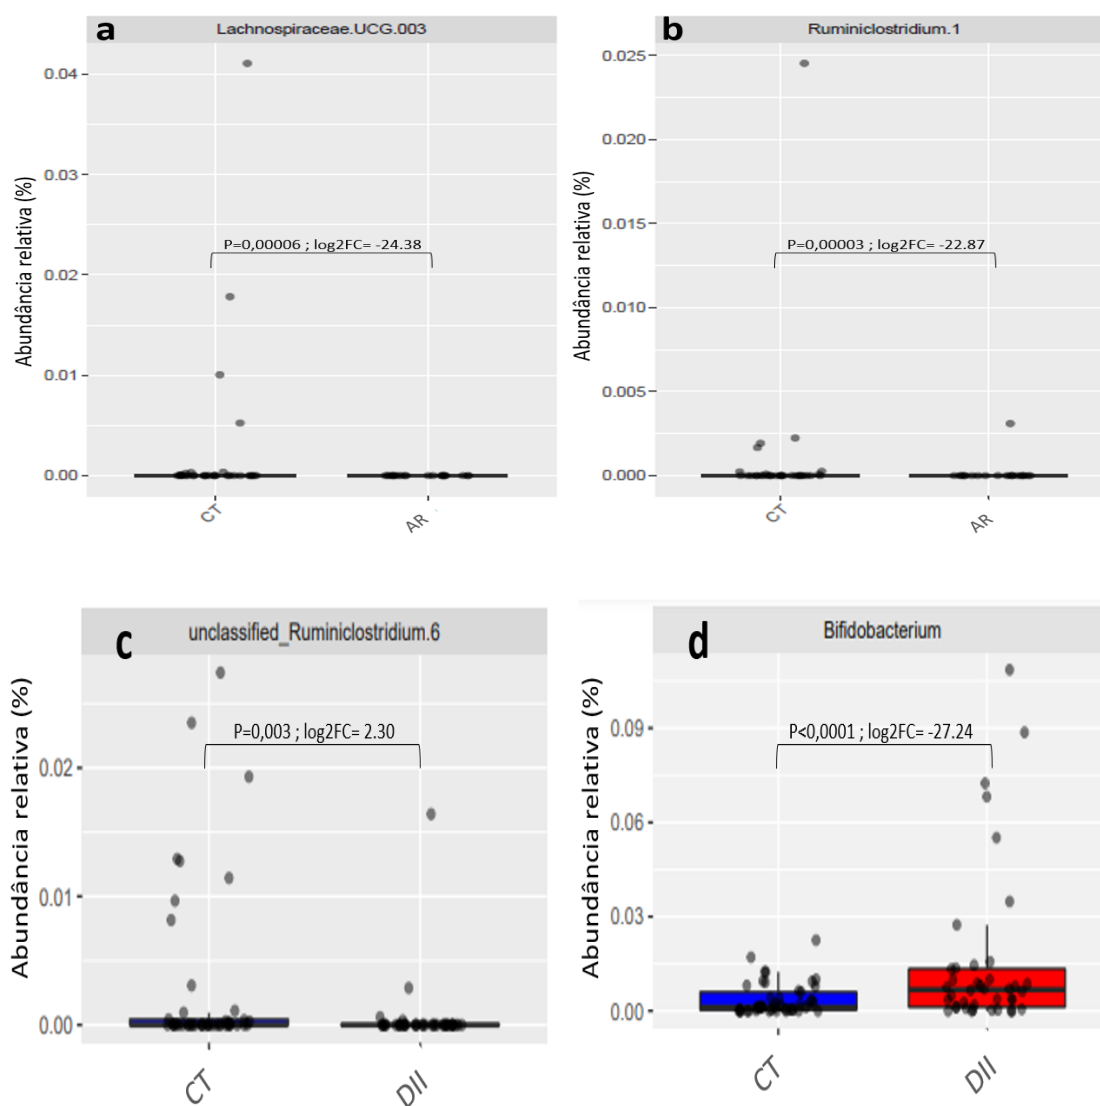 a
Lachnospiraceae.UCG.003
Abundância relativa (%)
0.04
0.03
0.02
0.01
0.00
P=0,00006 ; log2FC= -24.38
CT
AR
b
Ruminiclostridium.1
Abundância relativa (%)
0.025
0.020
0.015
0.010
0.005
0.000
P=0,00003 ; log2FC= -22.87
CT
AR
c
unclassified_Ruminiclostridium.6
Abundância relativa (%)
0.02
0.01
0.00
P=0,003 ; log2FC= 2.30
CT
DII
d
Bifidobacterium
Abundância relativa (%)
0.09
0.06
0.03
0.00
P<0,0001 ; log2FC= -27.24
CT
DII